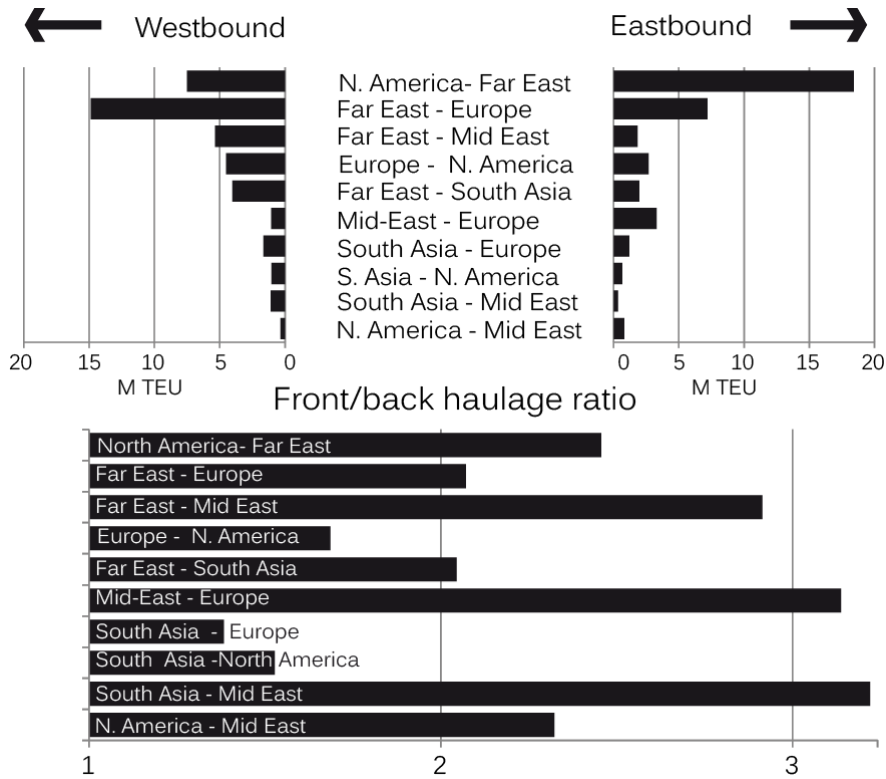 Westbound
Eastbound
N. America- Far East
Far East - Europe
Far East - Mid East
Europe - N. America
Far East - South Asia
Mid-East - Europe
South Asia - Europe
S. Asia - N. America
South Asia - Mid East
N. America - Mid East
20 15 10 5 0
M TEU
0 5 10 15 20
M TEU
Front/back haulage ratio
North America- Far East
Far East - Europe
Far East - Mid East
Europe - N. America
Far East - South Asia
Mid-East - Europe
South Asia - Europe
South Asia -North America
South Asia - Mid East
N. America - Mid East
1 2 3